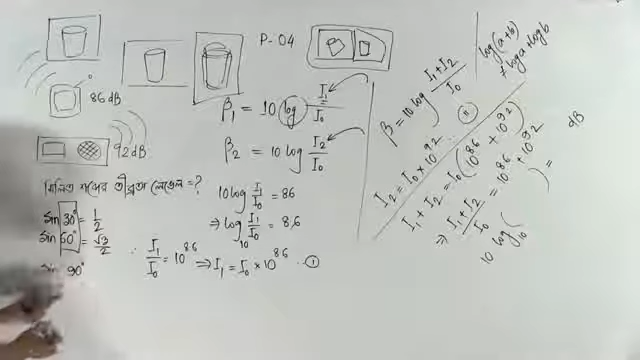 P-04
86 dB
92 dB
মিলিত শব্দের তীব্রতা লেভেল = ?
sin 30° = 1/2
sin 60° = √3/2
90°
β₁ = 10 log I₁/I₀
β₂ = 10 log I₂/I₀
10 log I₁/I₀ = 86
⇒ log₁₀ I₁/I₀ = 8.6
∴ I₁/I₀ = 10^8.6 ⇒ I₁ = I₀ × 10^8.6 ... ①
β = 10 log (I₁+I₂)/I₀
log(a+b)
≠ log a + log b
I₂ = I₀ × 10^9.2 ... ②
I₁ + I₂ = I₀(10^8.6 + 10^9.2)
⇒ (I₁+I₂)/I₀ = 10^8.6 + 10^9.2
10 log₁₀ ( ) = dB